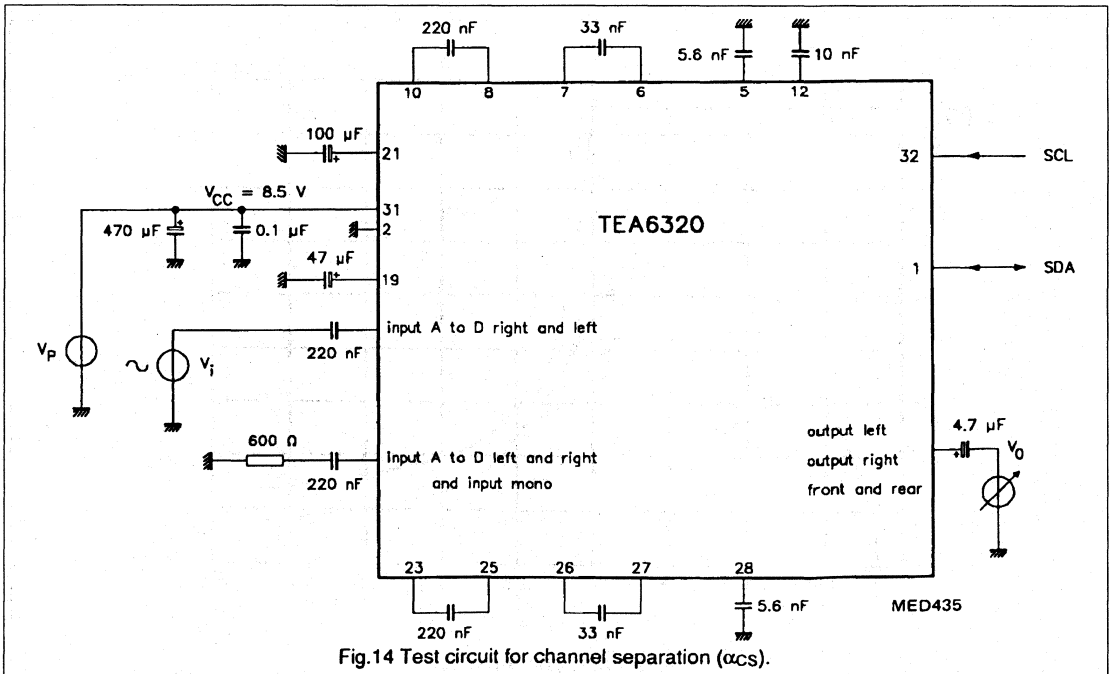 220 nF
33 nF
5.6 nF
10 nF
10
8
7
6
5
12
100 µF
21
32
SCL
V_CC = 8.5 V
31
470 µF
0.1 µF
2
TEA6320
47 µF
19
1
SDA
input A to D right and left
V_P
V_i
220 nF
600 Ω
input A to D left and right
and input mono
220 nF
output left
output right
front and rear
4.7 µF
V_0
23
25
26
27
28
220 nF
33 nF
5.6 nF
MED435
Fig.14 Test circuit for channel separation (αCS).